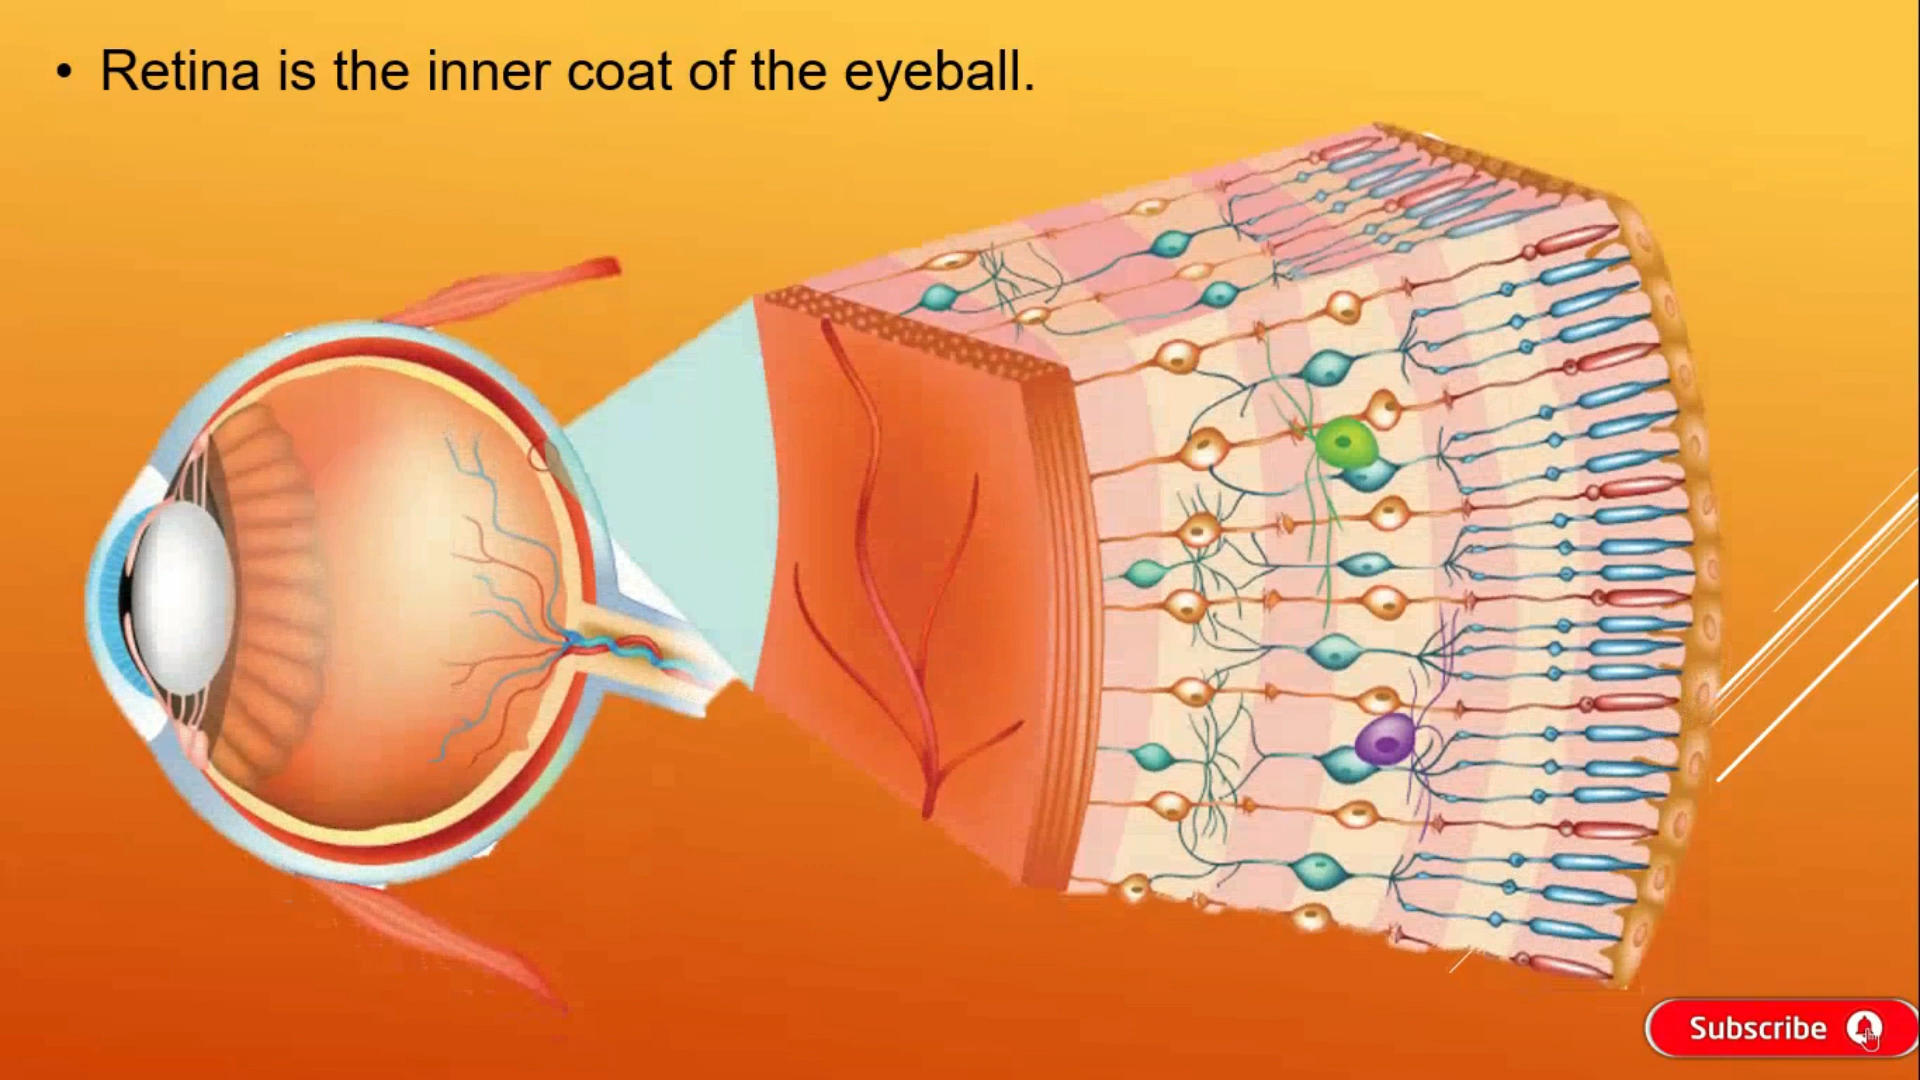 • Retina is the inner coat of the eyeball.
Subscribe